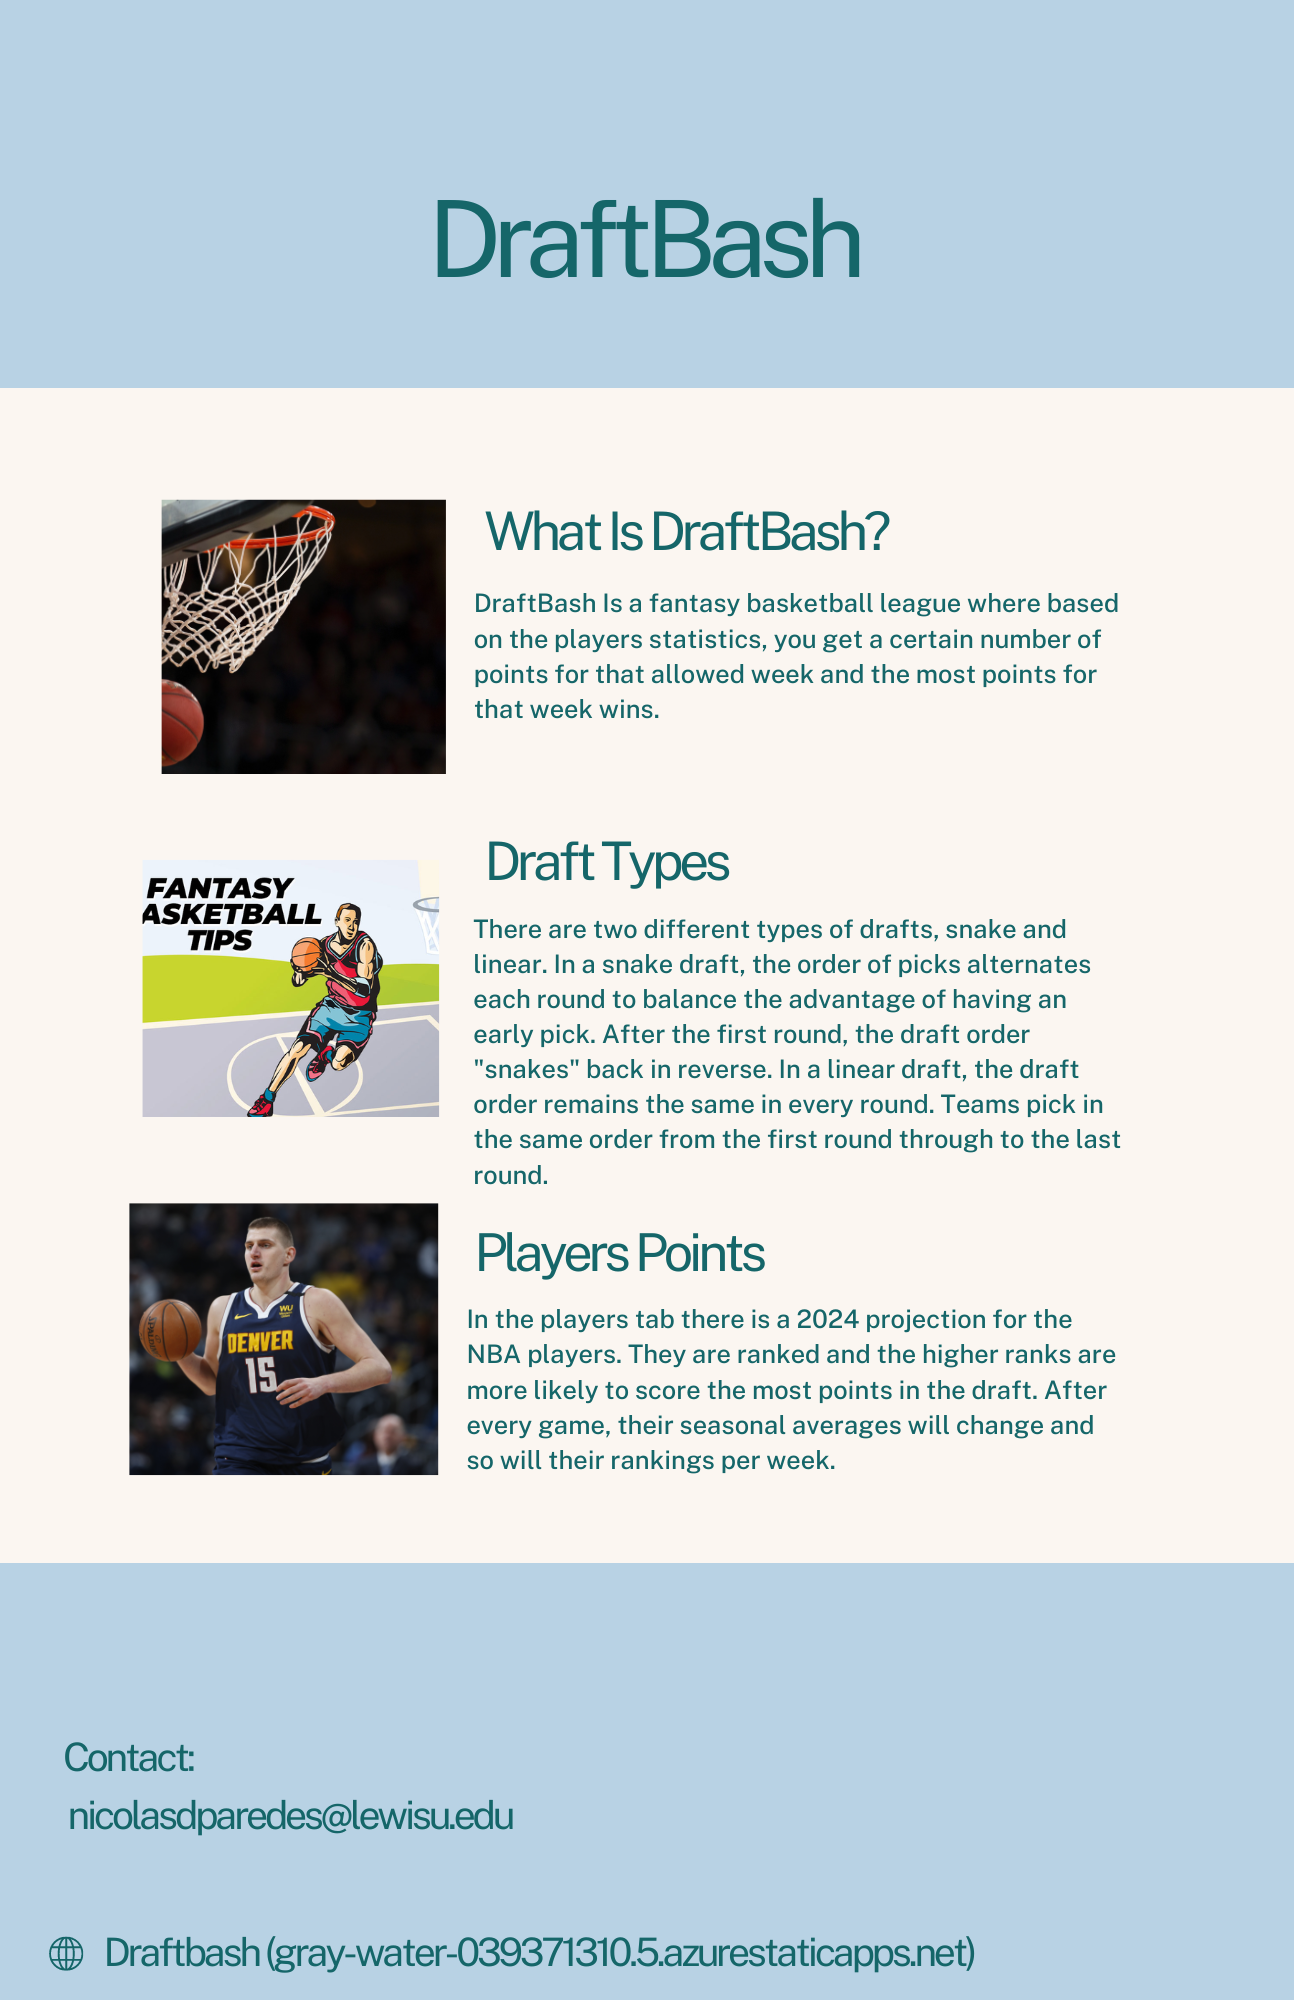 DraftBash
What Is DraftBash?
DraftBash Is a fantasy basketball league where based
on the players statistics, you get a certain number of
points for that allowed week and the most points for
that week wins.
FANTASY
ASKETBALL
TIPS
Draft Types
There are two different types of drafts, snake and
linear. In a snake draft, the order of picks alternates
each round to balance the advantage of having an
early pick. After the first round, the draft order
"snakes" back in reverse. In a linear draft, the draft
order remains the same in every round. Teams pick in
the same order from the first round through to the last
round.
WU
DENVER
15
Players Points
In the players tab there is a 2024 projection for the
NBA players. They are ranked and the higher ranks are
more likely to score the most points in the draft. After
every game, their seasonal averages will change and
so will their rankings per week.
Contact:
nicolasdparedes@lewisu.edu
Draftbash (gray-water-039371310.5.azurestaticapps.net)